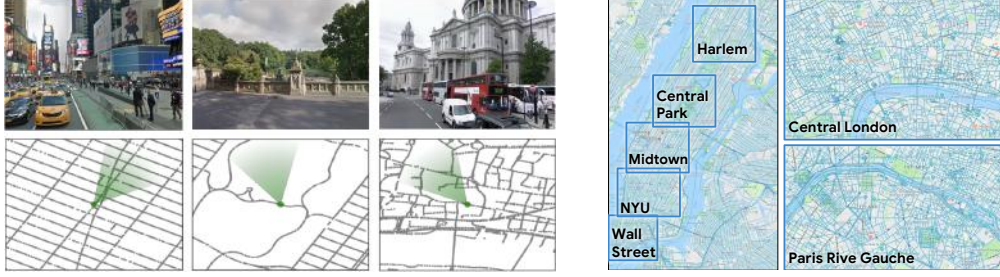 Harlem
Central
Park
Midtown
NYU
Wall
Street
Central London
Paris Rive Gauche